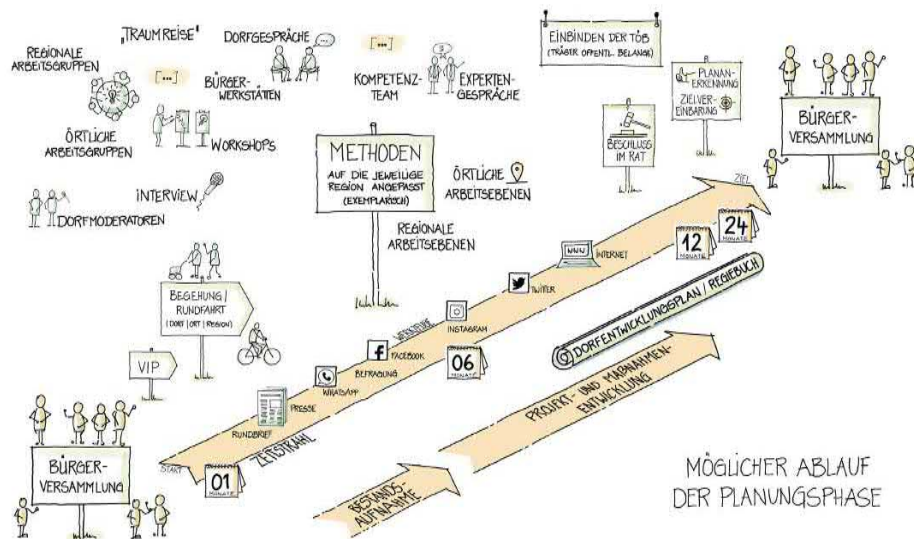 „TRAUMREISE"
REGIONALE
ARBEITSGRUPPEN
[...]
DORFGESPRÄCHE
[...]
BÜRGER-
WERKSTÄTTEN
KOMPETENZ-
TEAM
EXPERTEN-
GESPRÄCHE
ÖRTLICHE
ARBEITSGRUPPEN
WORKSHOPS
INTERVIEW
DORFMODERATOREN
METHODEN
AUF DIE JEWEILIGE
REGION ANGEPASST
(EXEMPLARISCH)
ÖRTLICHE
ARBEITSEBENEN
REGIONALE
ARBEITSEBENEN
EINBINDEN DER TÖB
(TRÄGER ÖFFENTL. BELANGE)
PLANAN-
ERKENNUNG
ZIELVER-
EINBARUNG
BESCHLUSS
IM RAT
BÜRGER-
VERSAMMLUNG
BEGEHUNG/
RUNDFAHRT
(DORF|ORT|REGION)
VIP
BÜRGER-
VERSAMMLUNG
START
01
MONATE
ZEITSTRAHL
RUNDBRIEF
PRESSE
WHATSAPP
BEFRAGUNG
FACEBOOK
WERKZEUGE
INSTAGRAM
06
MONATE
TWITTER
WWW
INTERNET
12
MONATE
24
MONATE
ZIEL
DORFENTWICKLUNGSPLAN / REGIEBUCH
BESTANDS-
AUFNAHME
PROJEKT- UND MAßNAHMEN-
ENTWICKLUNG
MÖGLICHER ABLAUF
DER PLANUNGSPHASE